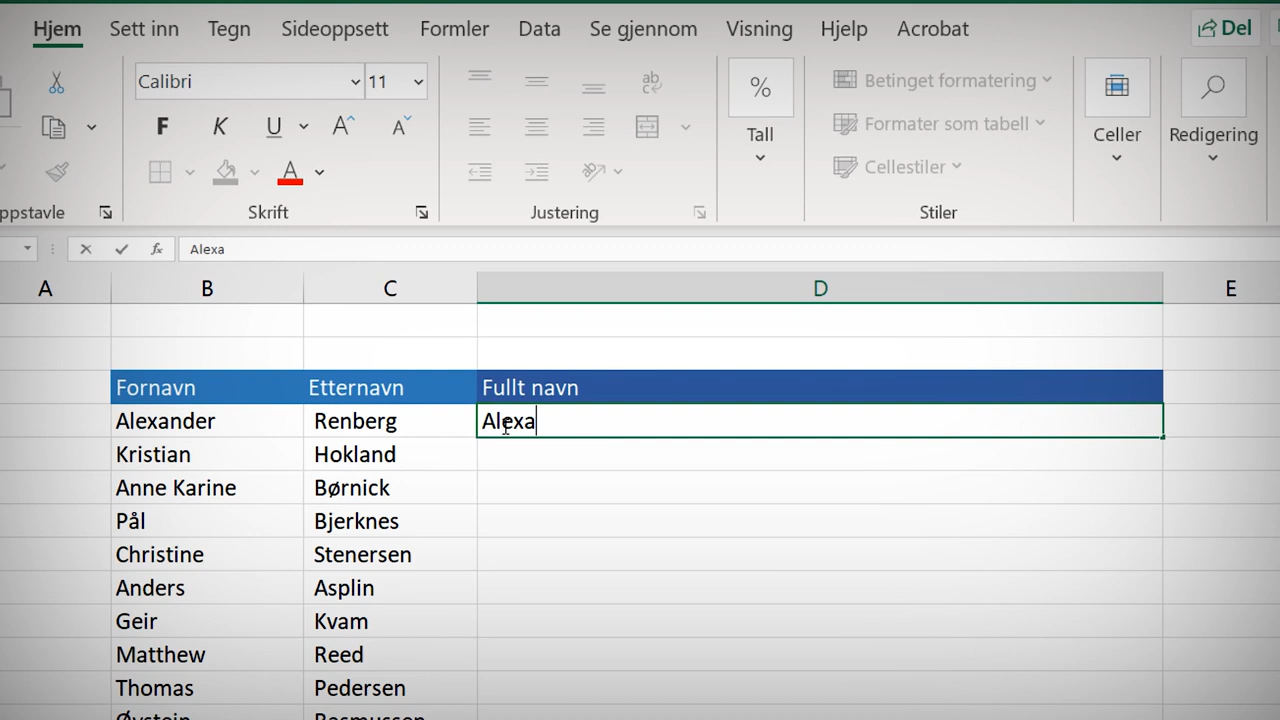 Hjem Sett inn Tegn Sideoppsett Formler Data Se gjennom Visning Hjelp Acrobat Del
Calibri 11 ab
c
% Betinget formatering
F K U A A Formater som tabell
Tall Celler Redigering
A Cellestiler
Skrift Justering Stiler
fx Alexa
A B C D E
Fornavn Etternavn Fullt navn
Alexander Renberg Alexa
Kristian Hokland
Anne Karine Børnick
Pål Bjerknes
Christine Stenersen
Anders Asplin
Geir Kvam
Matthew Reed
Thomas Pedersen